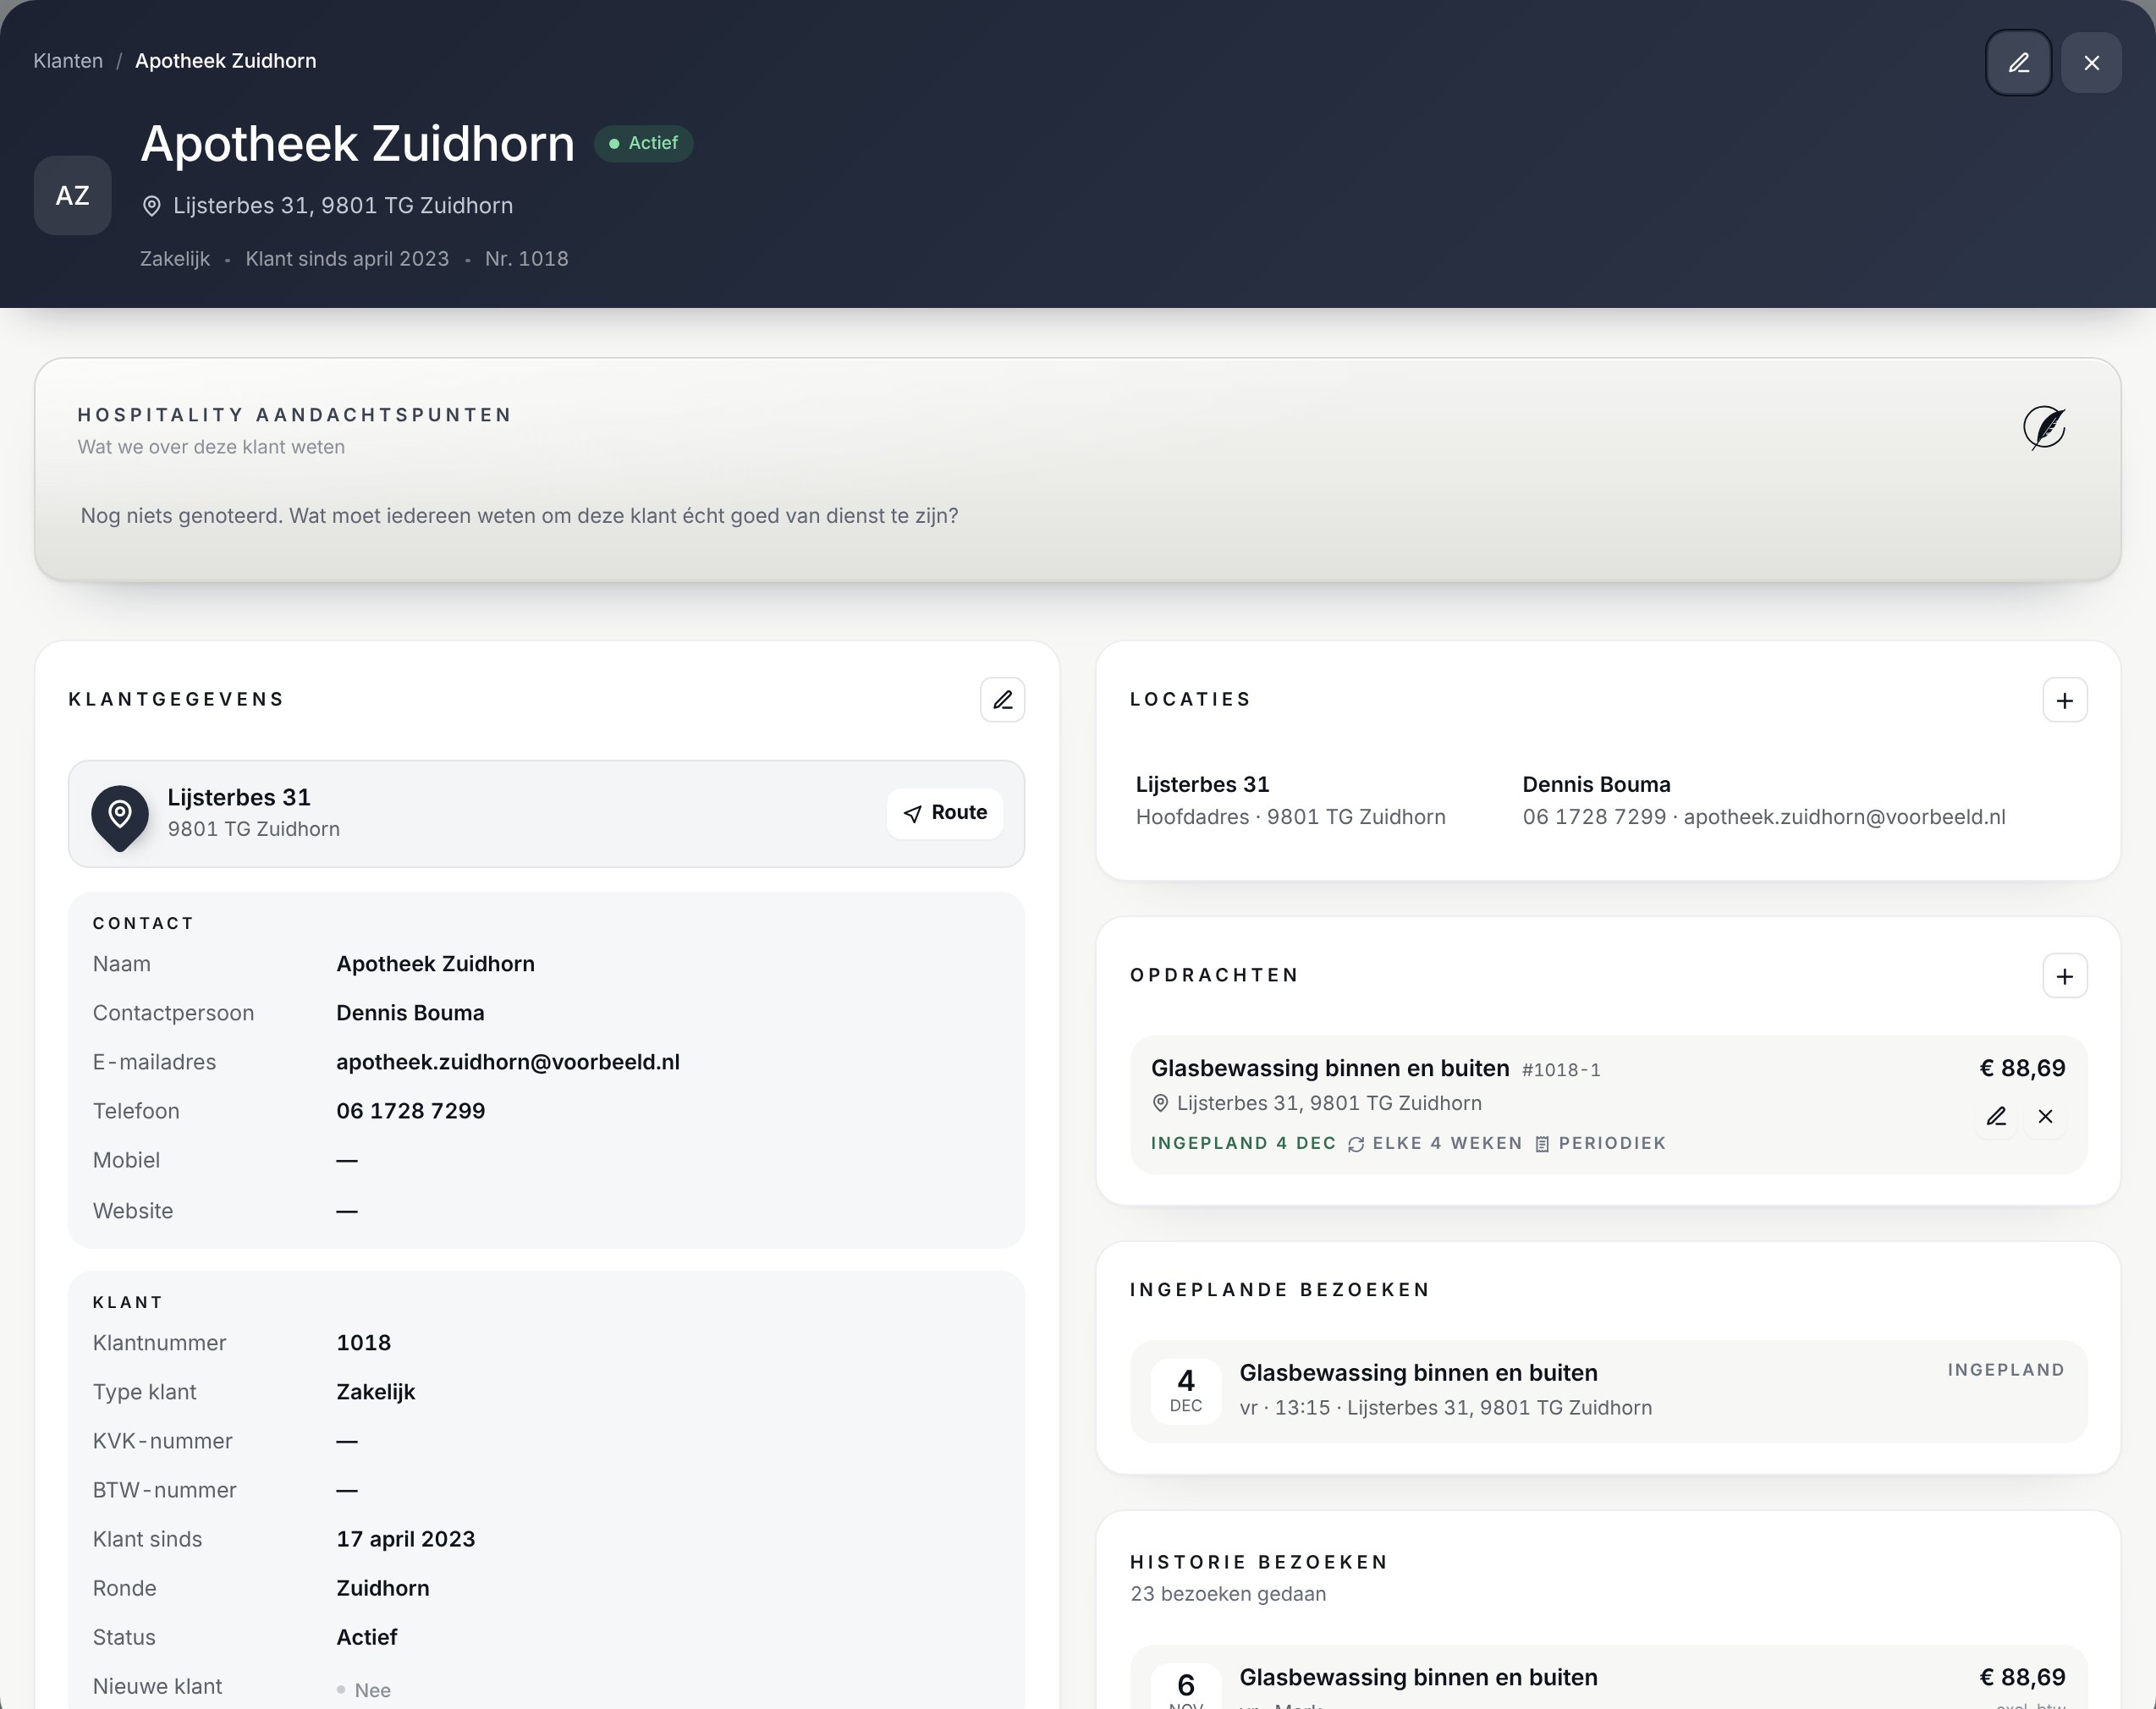 Klanten / Apotheek Zuidhorn
AZ
Apotheek Zuidhorn
Actief
Lijsterbes 31, 9801 TG Zuidhorn
Zakelijk - Klant sinds april 2023 - Nr. 1018
HOSPITALITY AANDACHTSPUNTEN
Wat we over deze klant weten
Nog niets genoteerd. Wat moet iedereen weten om deze klant écht goed van dienst te zijn?
KLANTGEGEVENS
Lijsterbes 31
9801 TG Zuidhorn
Route
CONTACT
Naam Apotheek Zuidhorn
Contactpersoon Dennis Bouma
E-mailadres apotheek.zuidhorn@voorbeeld.nl
Telefoon 06 1728 7299
Mobiel —
Website —
KLANT
Klantnummer 1018
Type klant Zakelijk
KVK-nummer —
BTW-nummer —
Klant sinds 17 april 2023
Ronde Zuidhorn
Status Actief
Nieuwe klant Nee
LOCATIES
Lijsterbes 31
Hoofdadres · 9801 TG Zuidhorn
Dennis Bouma
06 1728 7299 · apotheek.zuidhorn@voorbeeld.nl
OPDRACHTEN
Glasbewassing binnen en buiten #1018-1 € 88,69
Lijsterbes 31, 9801 TG Zuidhorn
INGEPLAND 4 DEC ELKE 4 WEKEN PERIODIEK
INGEPLANDE BEZOEKEN
4 DEC
Glasbewassing binnen en buiten INGEPLAND
vr · 13:15 · Lijsterbes 31, 9801 TG Zuidhorn
HISTORIE BEZOEKEN
23 bezoeken gedaan
6 NOV
Glasbewassing binnen en buiten € 88,69